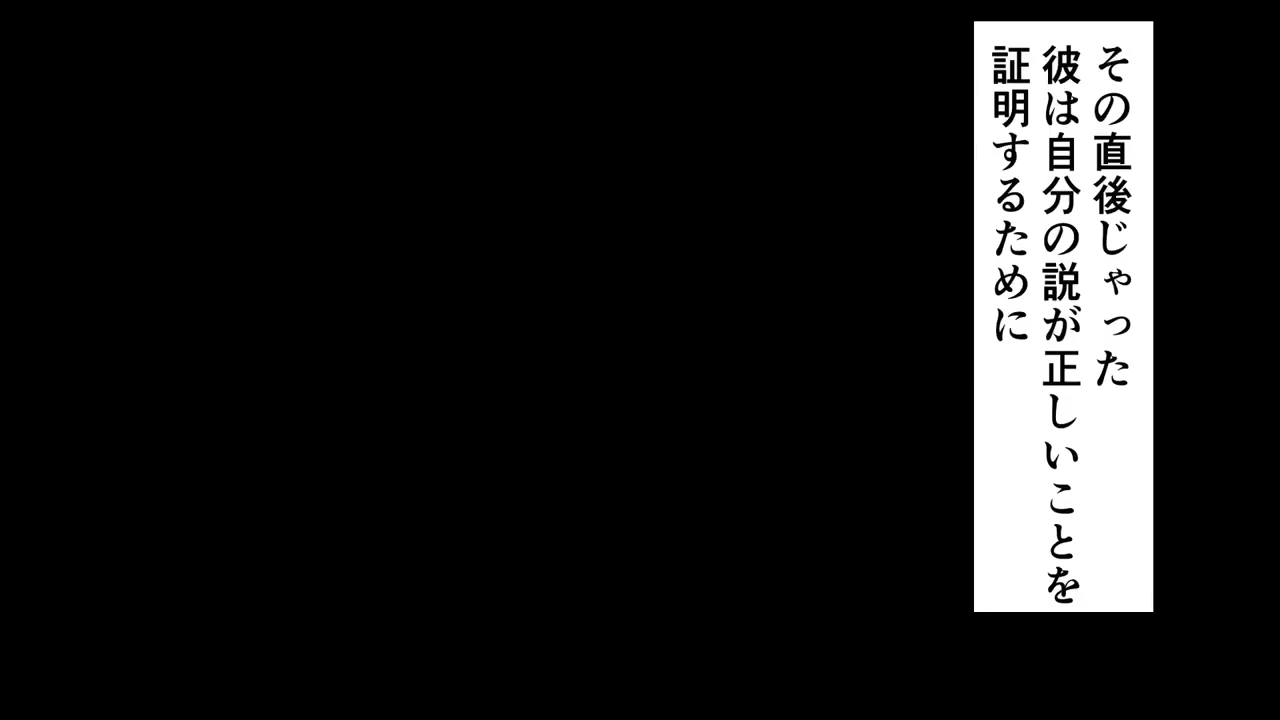 その直後じゃった
彼は自分の説が正しいことを
証明するために